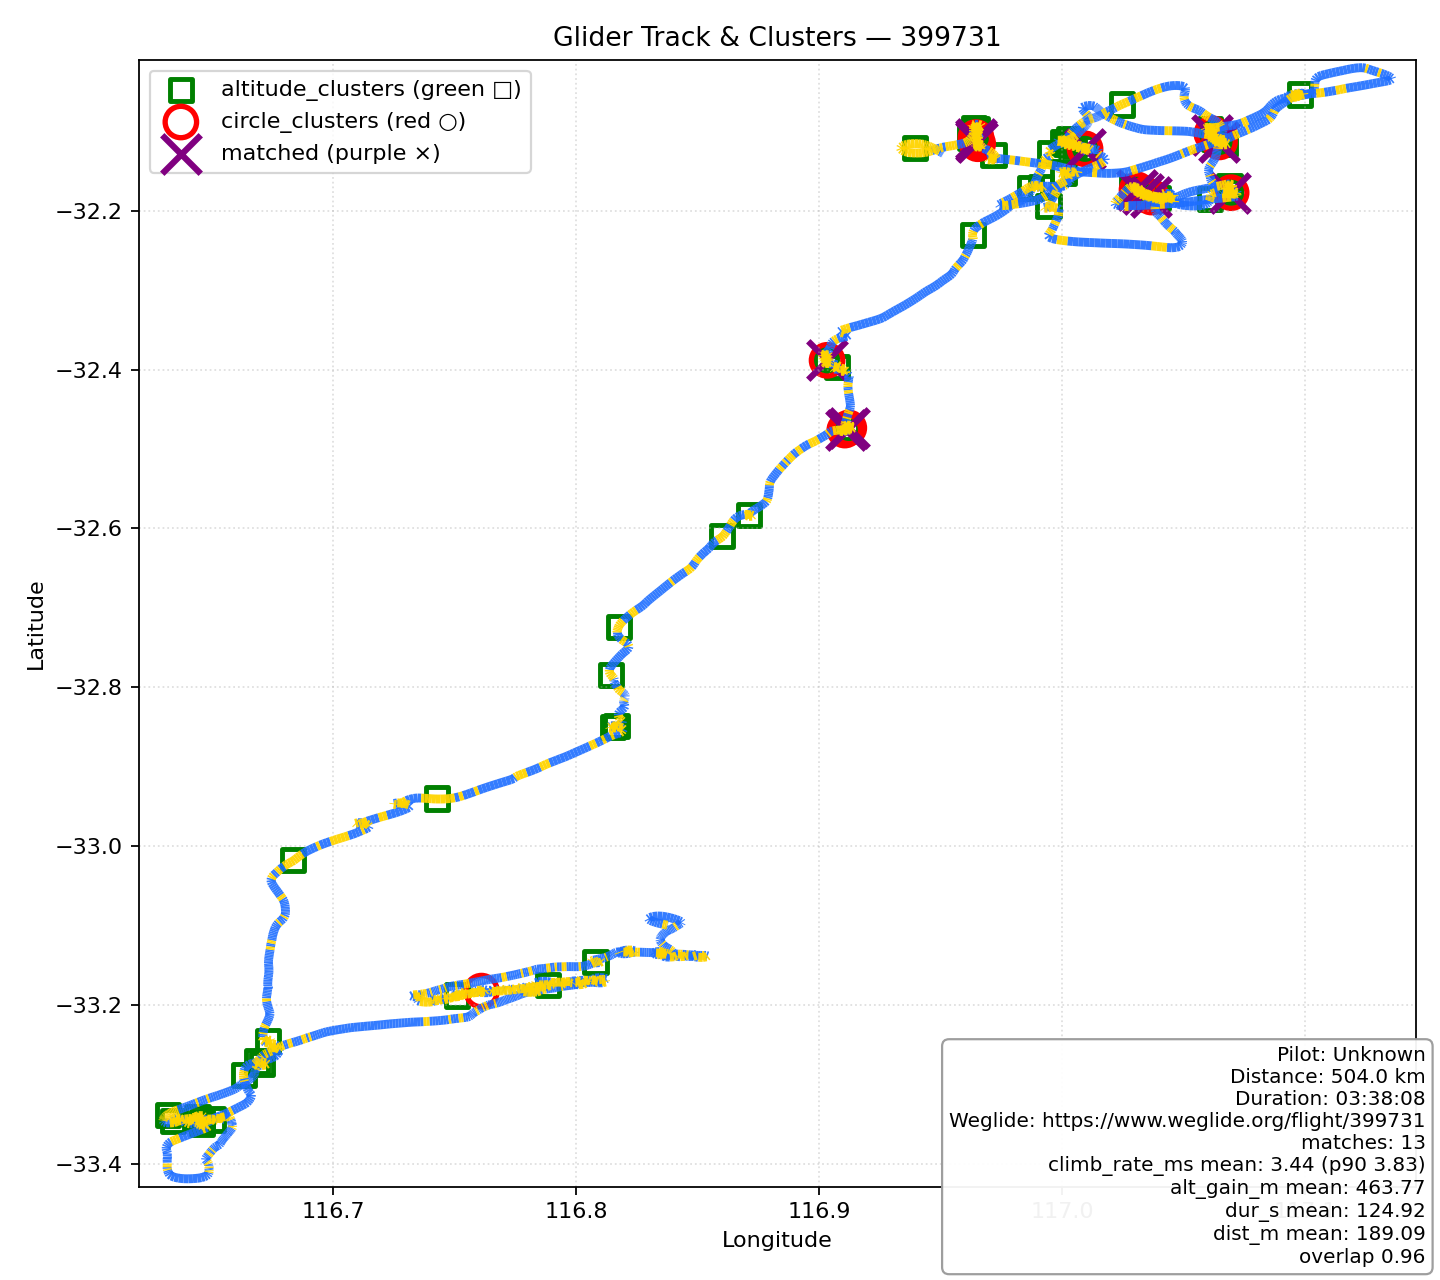 Glider Track & Clusters — 399731
altitude_clusters (green □)
circle_clusters (red ○)
matched (purple ×)
Latitude
−32.2
−32.4
−32.6
−32.8
−33.0
−33.2
−33.4
116.7
116.8
116.9
117.0
Longitude
Pilot: Unknown
Distance: 504.0 km
Duration: 03:38:08
Weglide: https://www.weglide.org/flight/399731
matches: 13
climb_rate_ms mean: 3.44 (p90 3.83)
alt_gain_m mean: 463.77
dur_s mean: 124.92
dist_m mean: 189.09
overlap 0.96